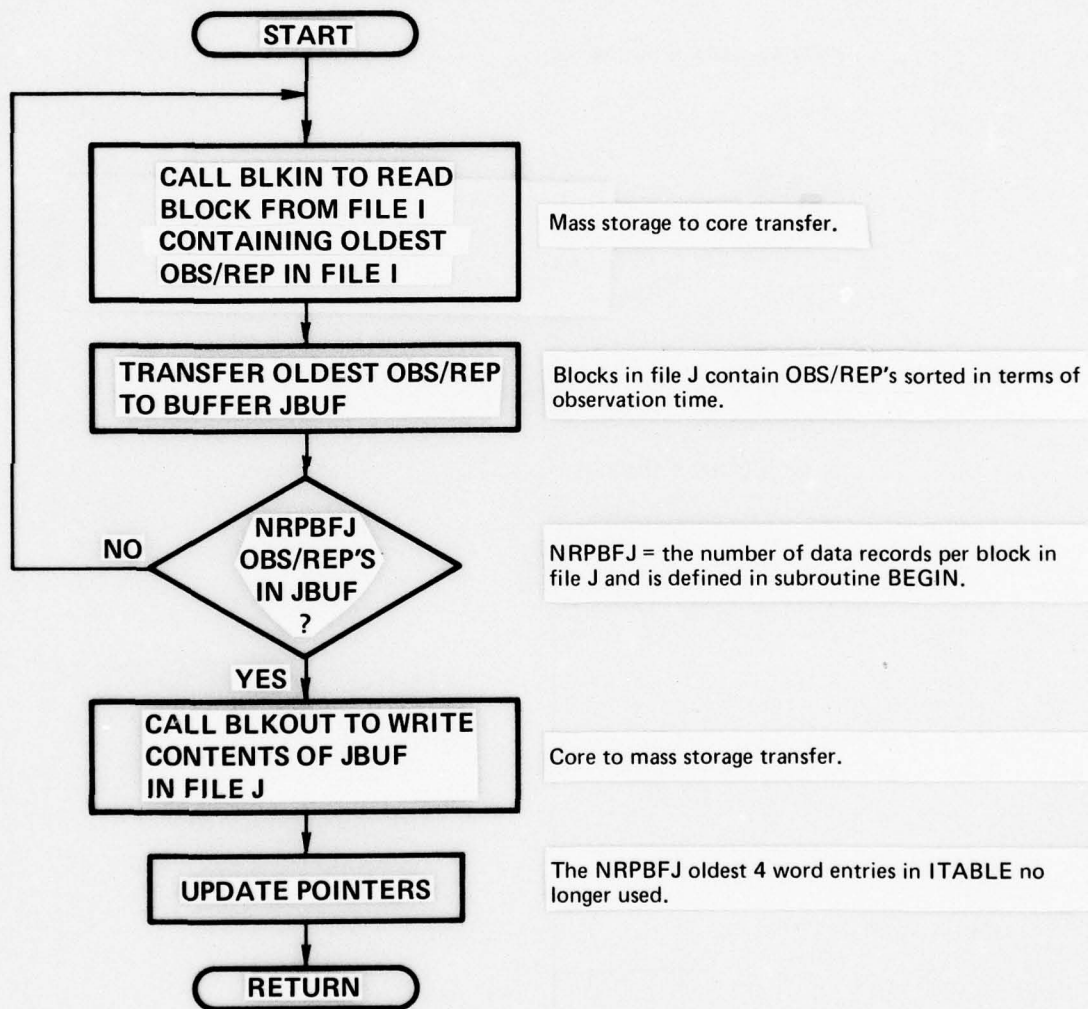 START
CALL BLKIN TO READ
BLOCK FROM FILE I
CONTAINING OLDEST
OBS/REP IN FILE I
Mass storage to core transfer.
TRANSFER OLDEST OBS/REP
TO BUFFER JBUF
Blocks in file J contain OBS/REP's sorted in terms of
observation time.
NO
NRPBFJ
OBS/REP'S
IN JBUF
?
NRPBFJ = the number of data records per block in
file J and is defined in subroutine BEGIN.
YES
CALL BLKOUT TO WRITE
CONTENTS OF JBUF
IN FILE J
Core to mass storage transfer.
UPDATE POINTERS
The NRPBFJ oldest 4 word entries in ITABLE no
longer used.
RETURN